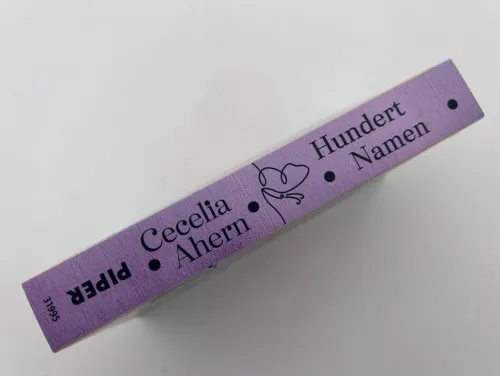 Cecelia
Ahern
Hundert
Namen
PIPER
31995